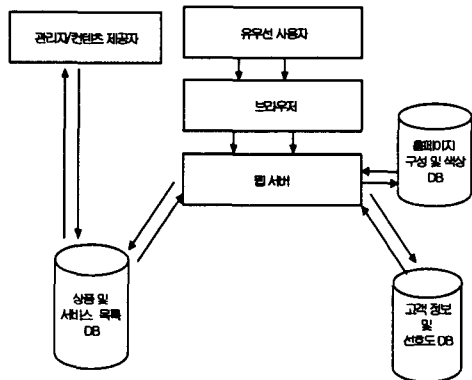 관리자/컨텐츠 제공자
유무선 사용자
브라우저
웹 서버
홈페이지
구성 및 색상
DB
상품 및
서비스 목록
DB
고객 정보
및
선호도 DB